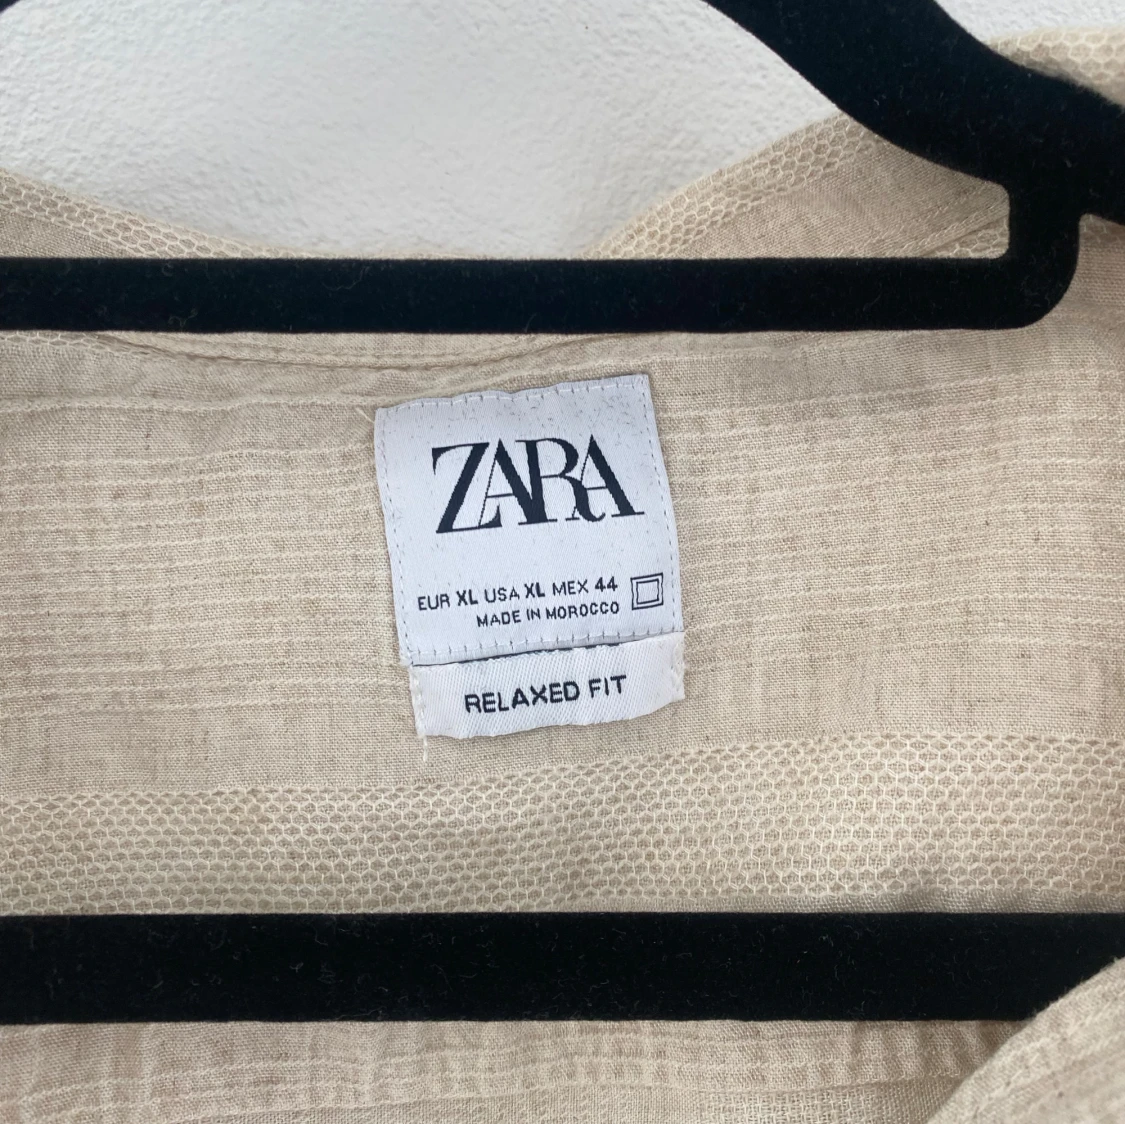 ZARA
EUR XL USA XL MEX 44
MADE IN MOROCCO
RELAXED FIT